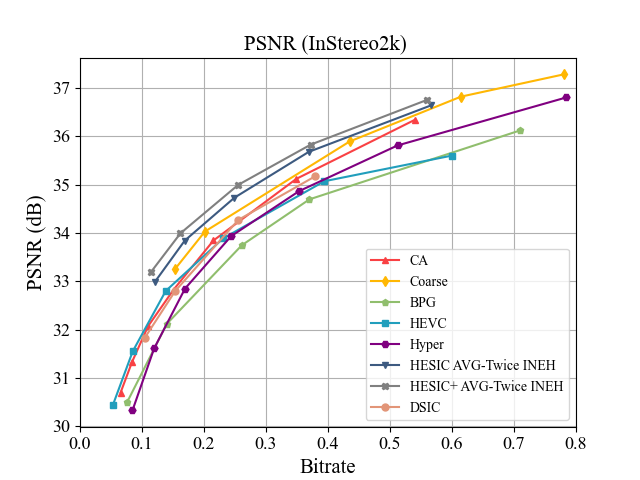 PSNR (InStereo2k)
PSNR (dB)
37
36
35
34
33
32
31
30
CA
Coarse
BPG
HEVC
Hyper
HESIC AVG-Twice INEH
HESIC+ AVG-Twice INEH
DSIC
0.0 0.1 0.2 0.3 0.4 0.5 0.6 0.7 0.8
Bitrate